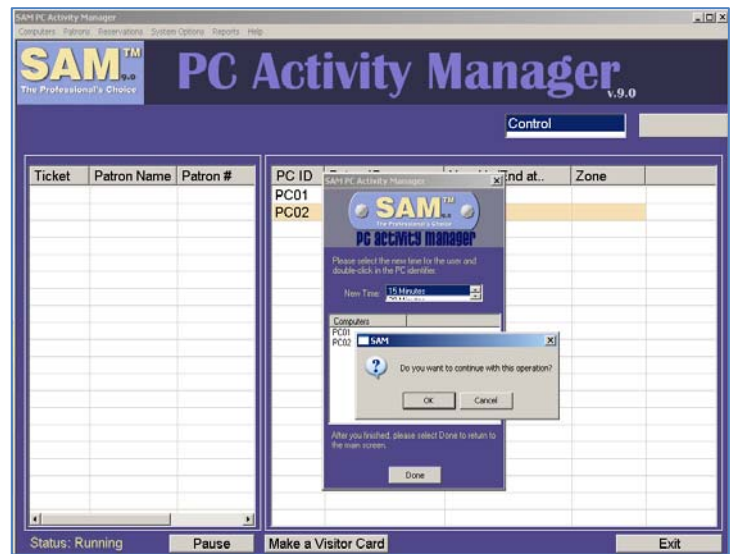 SAM PC Activity Manager
Computers Patrons Reservations System Options Reports Help
SAM™ 9.0
The Professional's Choice
PC Activity Manager
v.9.0
Control
Ticket Patron Name Patron #
PC ID End at.. Zone
PC01
PC02
SAM PC Activity Manager
SAM™
The Professional's Choice
PC activity manager
Please select the new time for the user and
double-click in the PC identifier.
New Time: 15 Minutes
Computers
PC01
PC02
SAM
Do you want to continue with this operation?
OK Cancel
After you finished, please select Done to return to
the main screen.
Done
Status: Running Pause Make a Visitor Card Exit